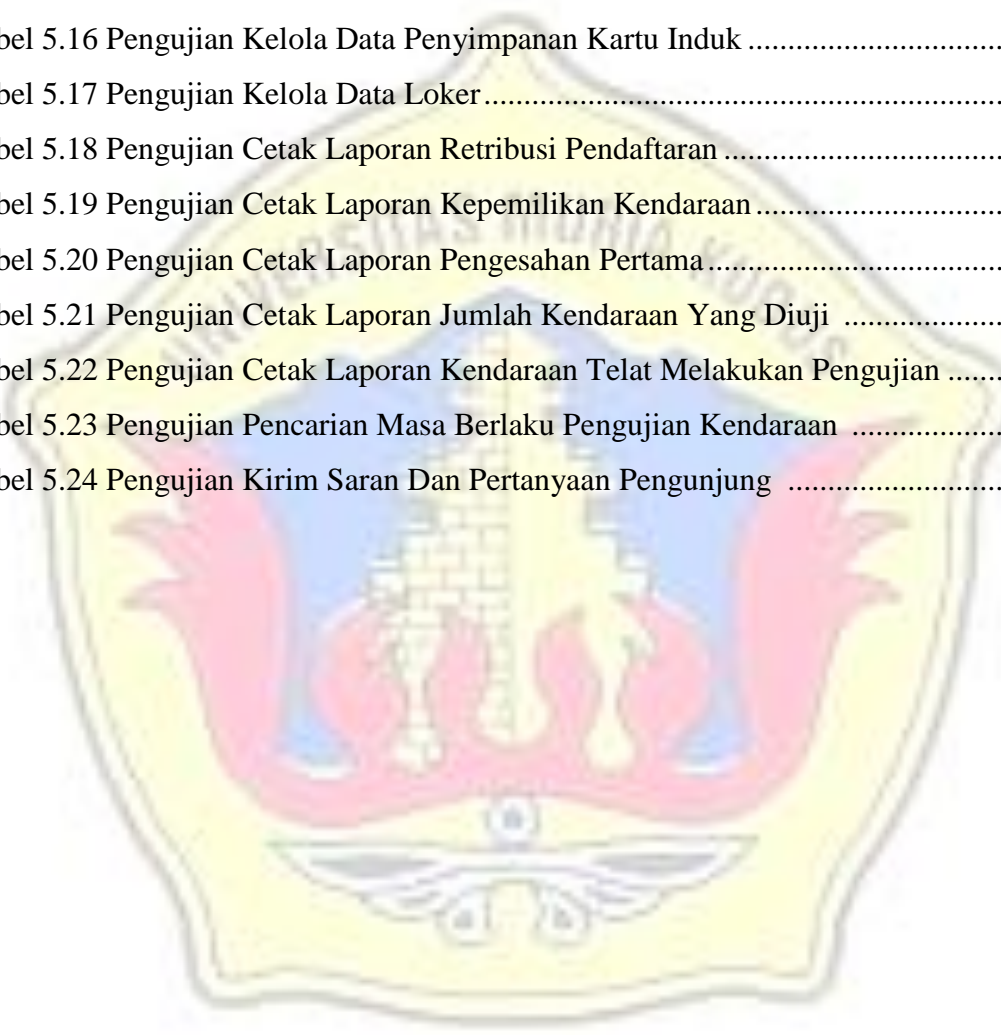 bel 5.16 Pengujian Kelola Data Penyimpanan Kartu Induk ...............................
bel 5.17 Pengujian Kelola Data Loker ...............................................................
bel 5.18 Pengujian Cetak Laporan Retribusi Pendaftaran ..................................
bel 5.19 Pengujian Cetak Laporan Kepemilikan Kendaraan ..............................
bel 5.20 Pengujian Cetak Laporan Pengesahan Pertama ....................................
bel 5.21 Pengujian Cetak Laporan Jumlah Kendaraan Yang Diuji ...................
bel 5.22 Pengujian Cetak Laporan Kendaraan Telat Melakukan Pengujian .......
bel 5.23 Pengujian Pencarian Masa Berlaku Pengujian Kendaraan ..................
bel 5.24 Pengujian Kirim Saran Dan Pertanyaan Pengunjung ..........................
UNIVERSITAS MURIA KUDUS